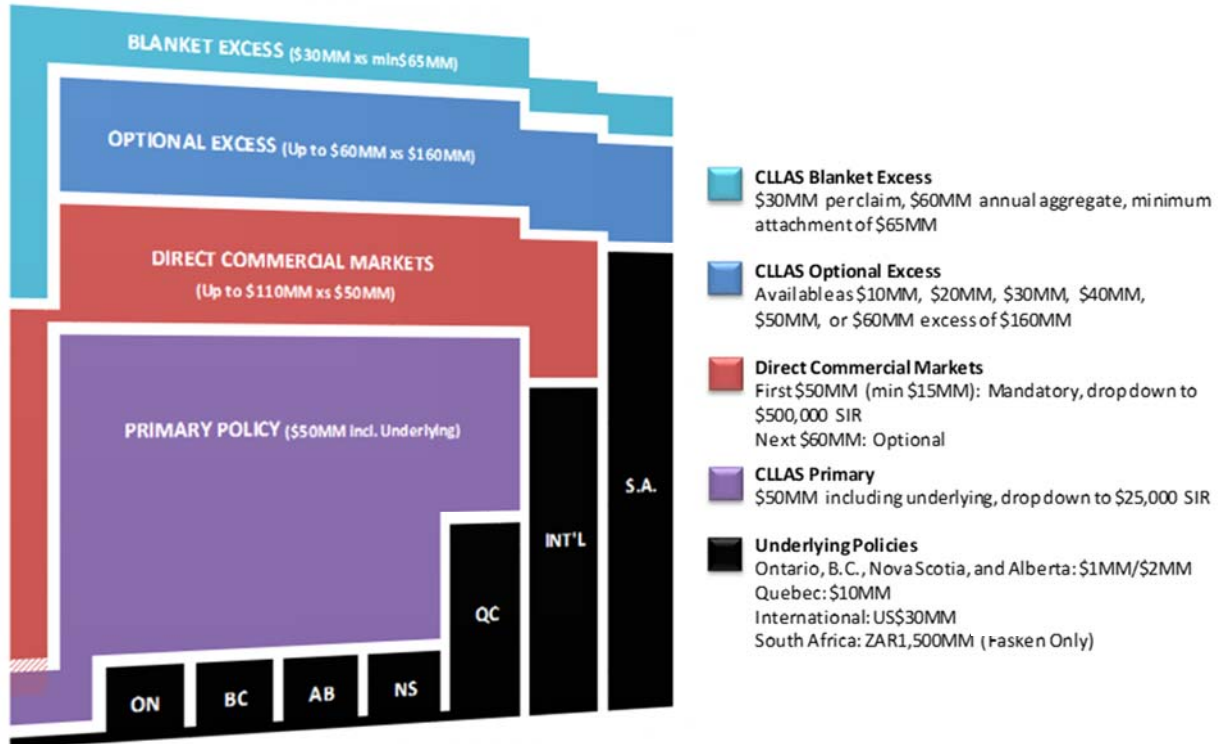 BLANKET EXCESS ($30MM xs min$65MM)
OPTIONAL EXCESS (Up to $60MM xs $160MM)
DIRECT COMMERCIAL MARKETS
(Up to $110MM xs $50MM)
PRIMARY POLICY ($50MM Incl. Underlying)
ON
BC
AB
NS
QC
INT'L
S.A.
CLLAS Blanket Excess
$30MM per claim, $60MM annual aggregate, minimum
attachment of $65MM
CLLAS Optional Excess
Available as $10MM, $20MM, $30MM, $40MM,
$50MM, or $60MM excess of $160MM
Direct Commercial Markets
First $50MM (min $15MM): Mandatory, drop down to
$500,000 SIR
Next $60MM: Optional
CLLAS Primary
$50MM including underlying, drop down to $25,000 SIR
Underlying Policies
Ontario, B.C., Nova Scotia, and Alberta: $1MM/$2MM
Quebec: $10MM
International: US$30MM
South Africa: ZAR1,500MM (Fasken Only)